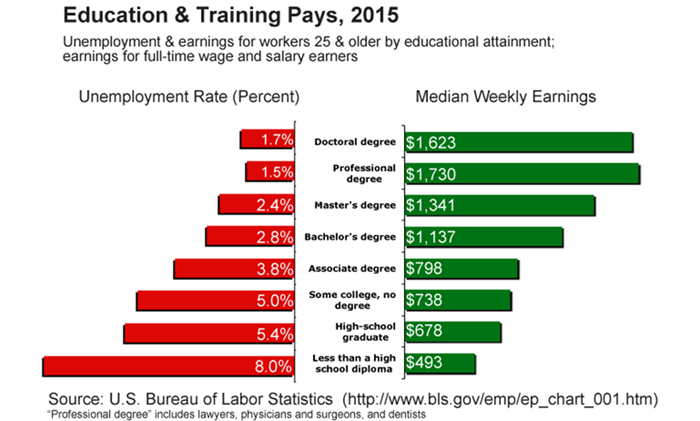 Education & Training Pays, 2015
Unemployment & earnings for workers 25 & older by educational attainment;
earnings for full-time wage and salary earners
Unemployment Rate (Percent)
Median Weekly Earnings
1.7% Doctoral degree $1,623
1.5% Professional degree $1,730
2.4% Master's degree $1,341
2.8% Bachelor's degree $1,137
3.8% Associate degree $798
5.0% Some college, no degree $738
5.4% High-school graduate $678
8.0% Less than a high school diploma $493
Source: U.S. Bureau of Labor Statistics (http://www.bls.gov/emp/ep_chart_001.htm)
"Professional degree" includes lawyers, physicians and surgeons, and dentists